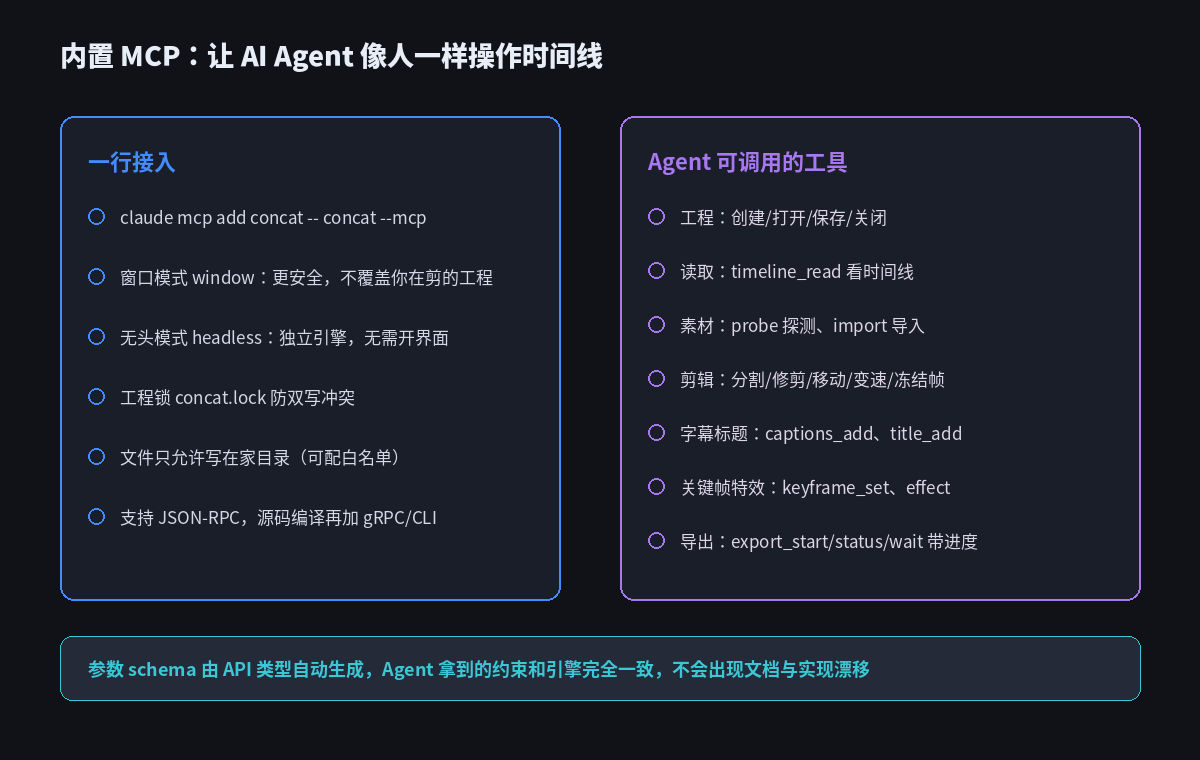 内置 MCP：让 AI Agent 像人一样操作时间线
一行接入
claude mcp add concat -- concat --mcp
窗口模式 window：更安全，不覆盖你在剪的工程
无头模式 headless：独立引擎，无需开界面
工程锁 concat.lock 防双写冲突
文件只允许写在家目录（可配白名单）
支持 JSON-RPC，源码编译再加 gRPC/CLI
Agent 可调用的工具
工程：创建/打开/保存/关闭
读取：timeline_read 看时间线
素材：probe 探测、import 导入
剪辑：分割/修剪/移动/变速/冻结帧
字幕标题：captions_add、title_add
关键帧特效：keyframe_set、effect
导出：export_start/status/wait 带进度
参数 schema 由 API 类型自动生成，Agent 拿到的约束和引擎完全一致，不会出现文档与实现漂移